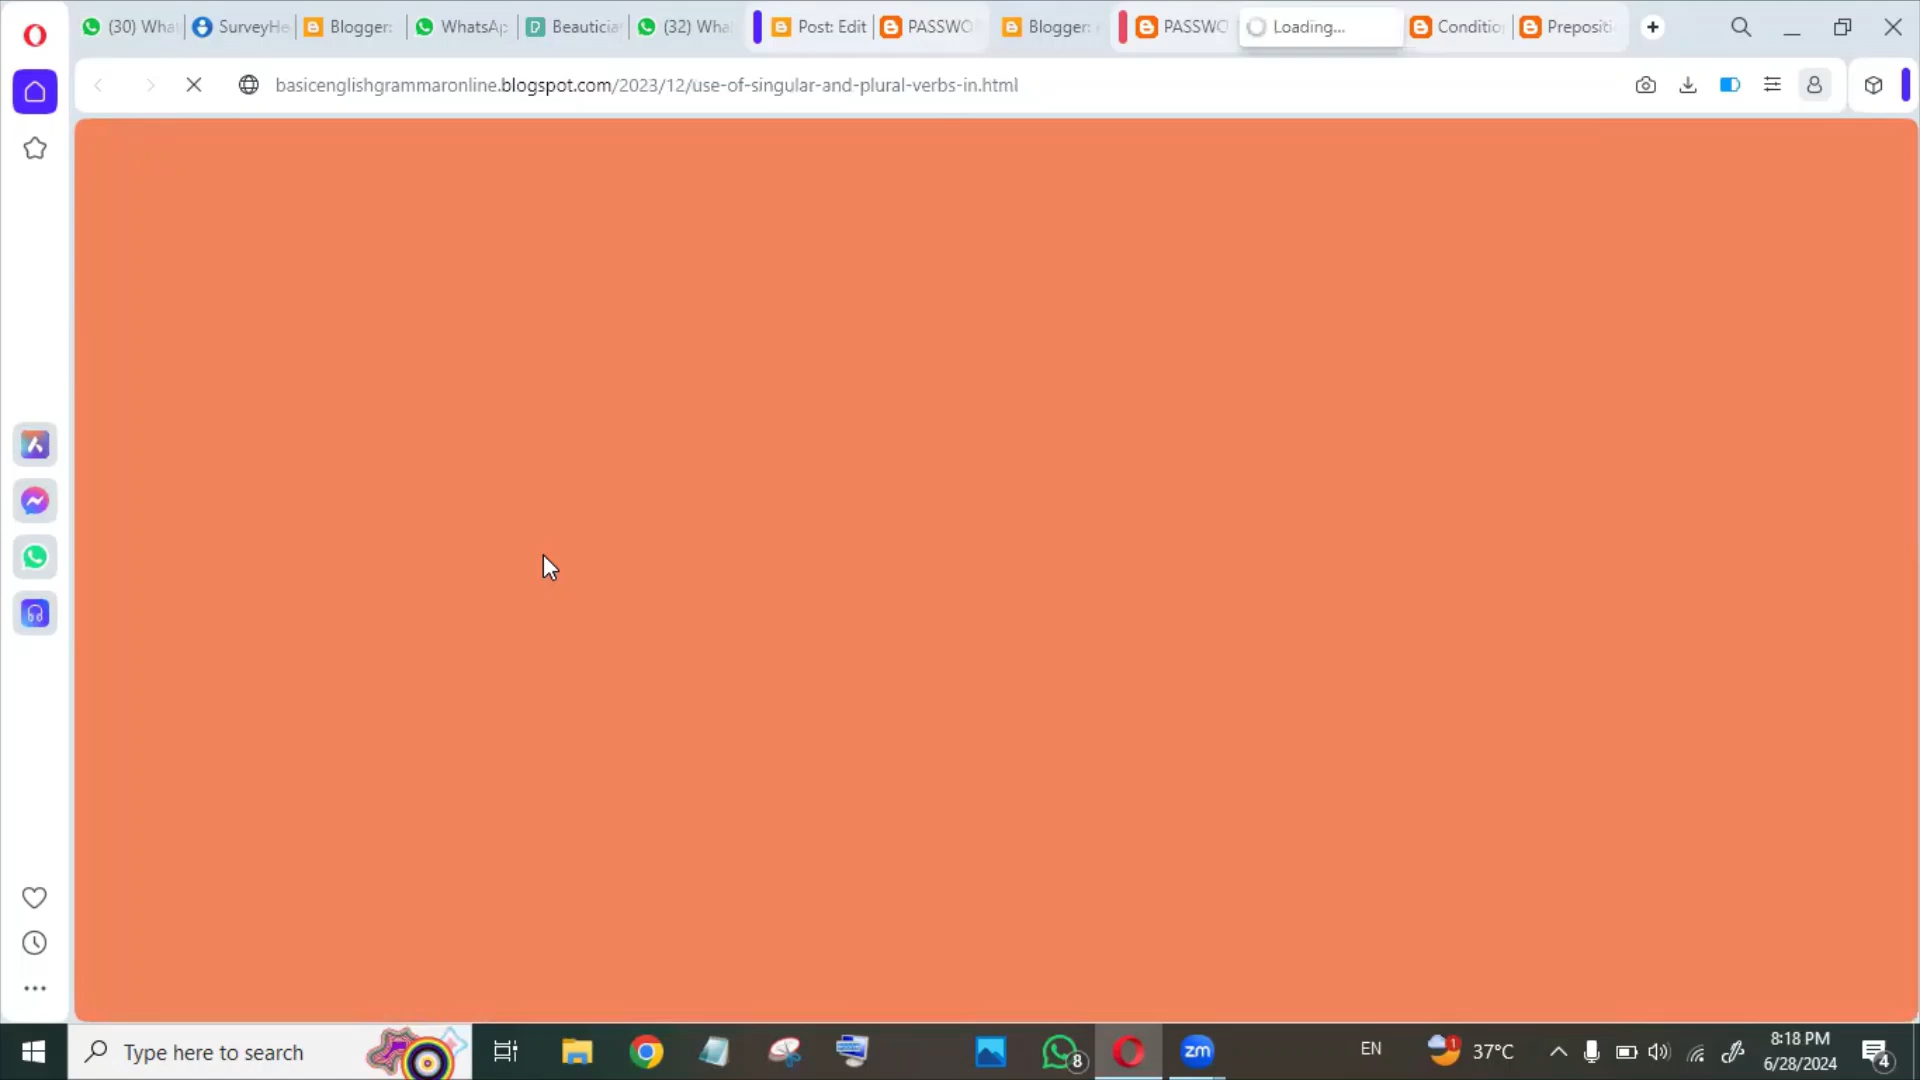 (30) What
SurveyHe
Blogger:
WhatsAp
Beauticia
(32) Wha
Post: Edit
PASSWO
Blogger:
PASSWO
Loading...
Conditio
Prepositi
basicenglishgrammaronline.blogspot.com/2023/12/use-of-singular-and-plural-verbs-in.html
Type here to search
8
zm
EN
1
37°C
8:18 PM
6/28/2024
4